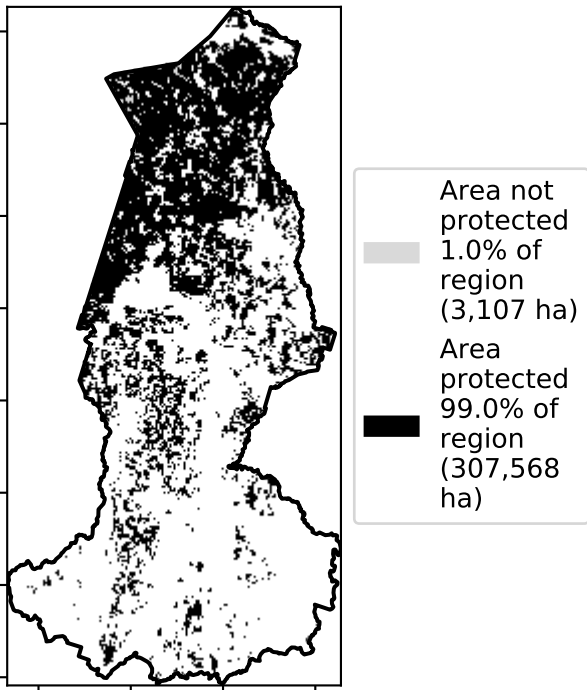 Area not
protected
1.0% of
region
(3,107 ha)
Area
protected
99.0% of
region
(307,568
ha)